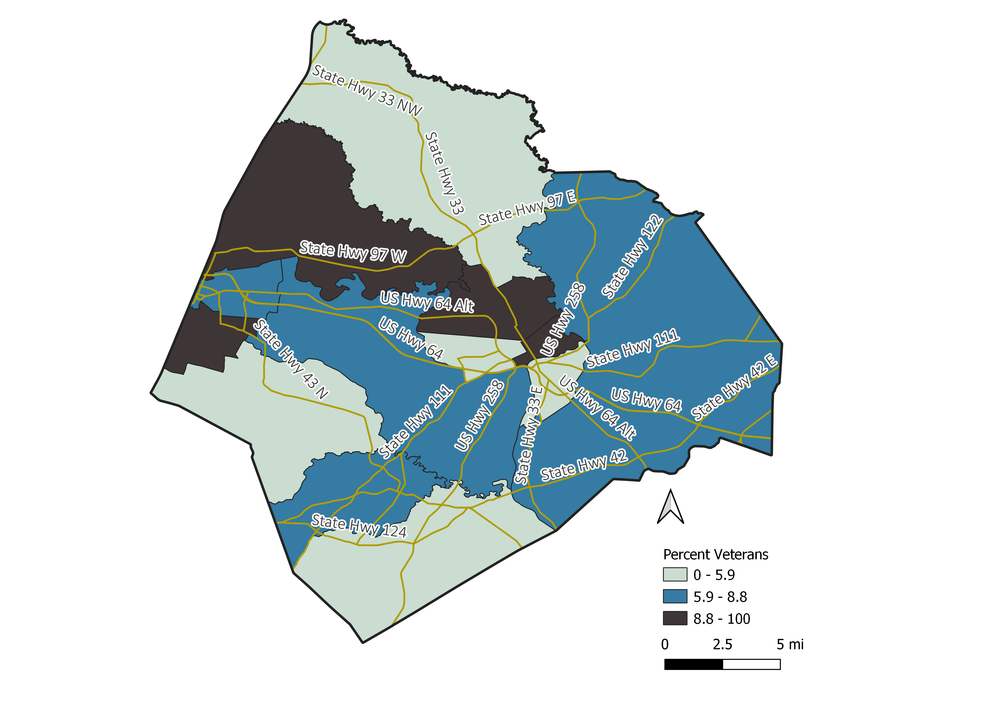 State Hwy 33 NW
State Hwy 33
State Hwy 97 E
State Hwy 122
State Hwy 97 W
US Hwy 64 Alt
US Hwy 258
US Hwy 64
State Hwy 43 N
State Hwy 111
State Hwy 42 E
State Hwy 111
US Hwy 258
State Hwy 33 E
US Hwy 64 Alt
US Hwy 64
State Hwy 42
State Hwy 124
Percent Veterans
0 - 5.9
5.9 - 8.8
8.8 - 100
0 2.5 5 mi